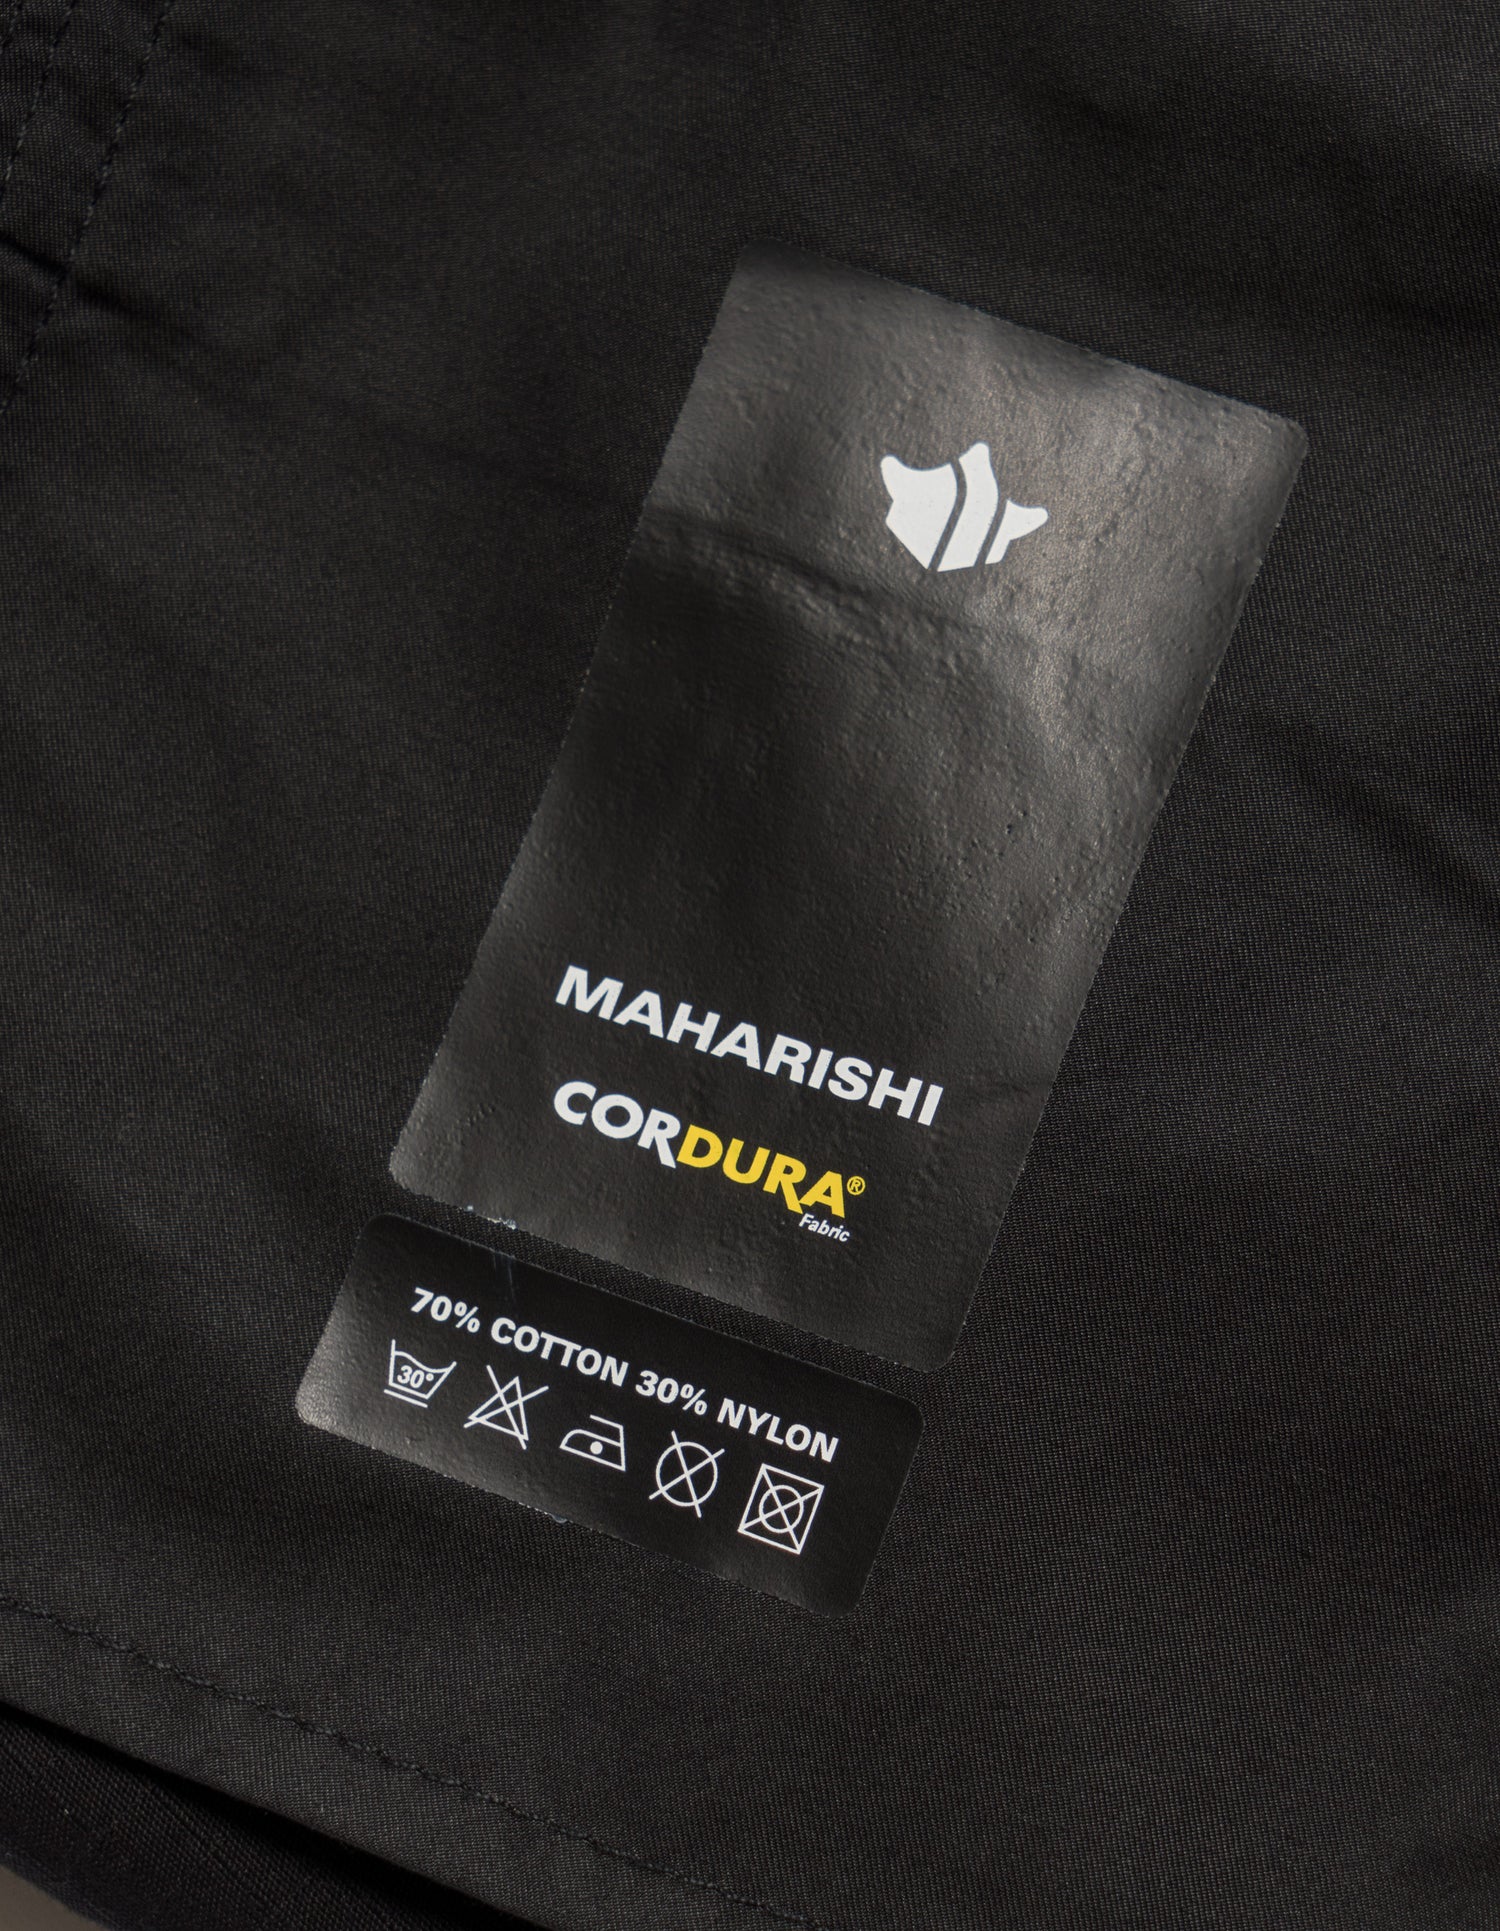 MAHARISHI
CORDURA®
Fabric
70% COTTON 30% NYLON
30°